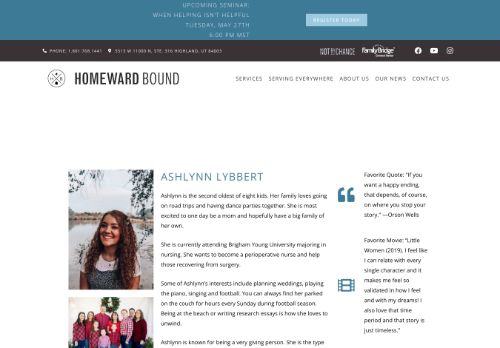 UPCOMING SEMINAR:
WHEN HELPING ISN'T HELPFUL
TUESDAY, MAY 27TH
6:00 PM MST
REGISTER TODAY
PHONE: 1.801.768.1441
5513 W 11000 N, STE. 316 HIGHLAND, UT 84003
NOTBYCHANCE
FamilyBridge
HOMEWARD BOUND
SERVICES
SERVING EVERYWHERE
ABOUT US
OUR NEWS
CONTACT US
ASHLYNN LYBBERT
Ashlynn is the second oldest of eight kids. Her family loves going
on road trips and having dance parties together. She is most
excited to one day be a mom and hopefully have a big family of
her own.
She is currently attending Brigham Young University majoring in
nursing. She wants to become a perioperative nurse and help
those recovering from surgery.
Some of Ashlynn's interests include planning weddings, playing
the piano, singing and football. You can always find her parked
on the couch for hours every Sunday during football season.
Being at the beach or writing research essays is how she loves to
unwind.
Ashlynn is known for being a very giving person. She is the type
Favorite Quote: "If you
want a happy ending,
that depends, of course,
on where you stop your
story." —Orson Wells
Favorite Movie: "Little
Women (2019). I feel like
I can relate with every
single character and it
makes me feel so
validated in how I feel
and with my dreams! I
also love that time
period and that story is
just timeless."